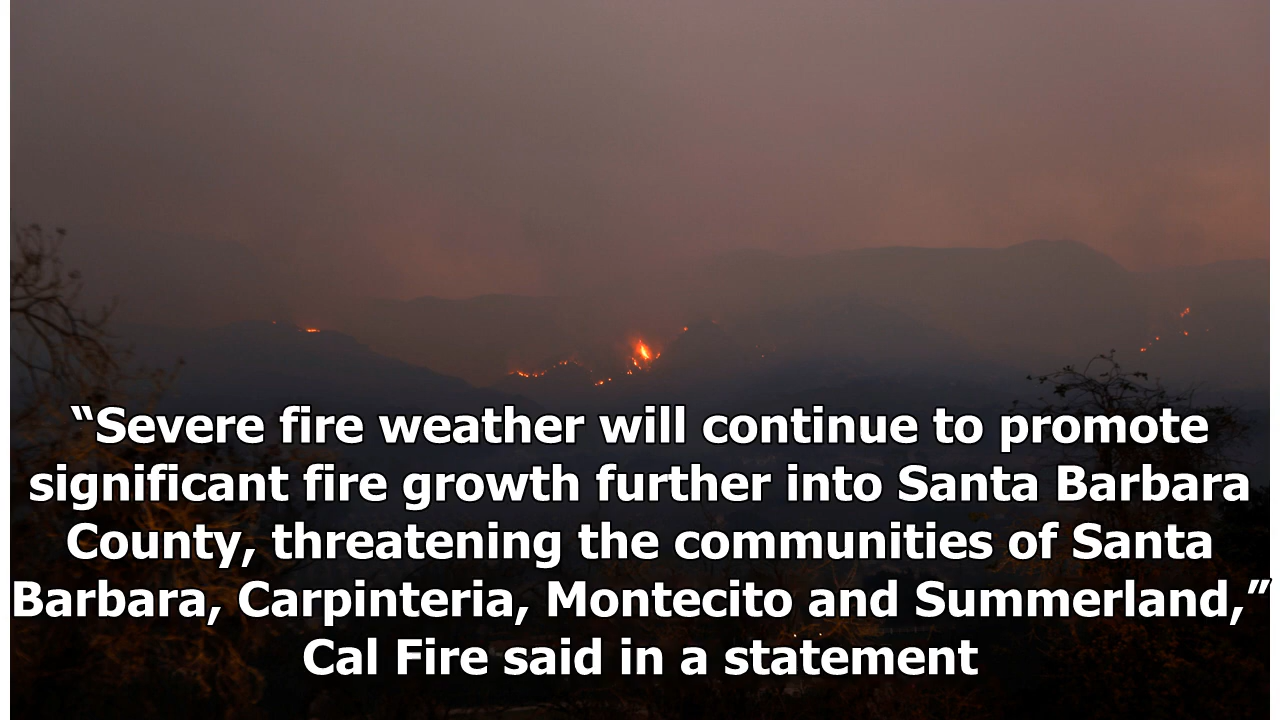 “Severe fire weather will continue to promote
significant fire growth further into Santa Barbara
County, threatening the communities of Santa
Barbara, Carpinteria, Montecito and Summerland,”
Cal Fire said in a statement